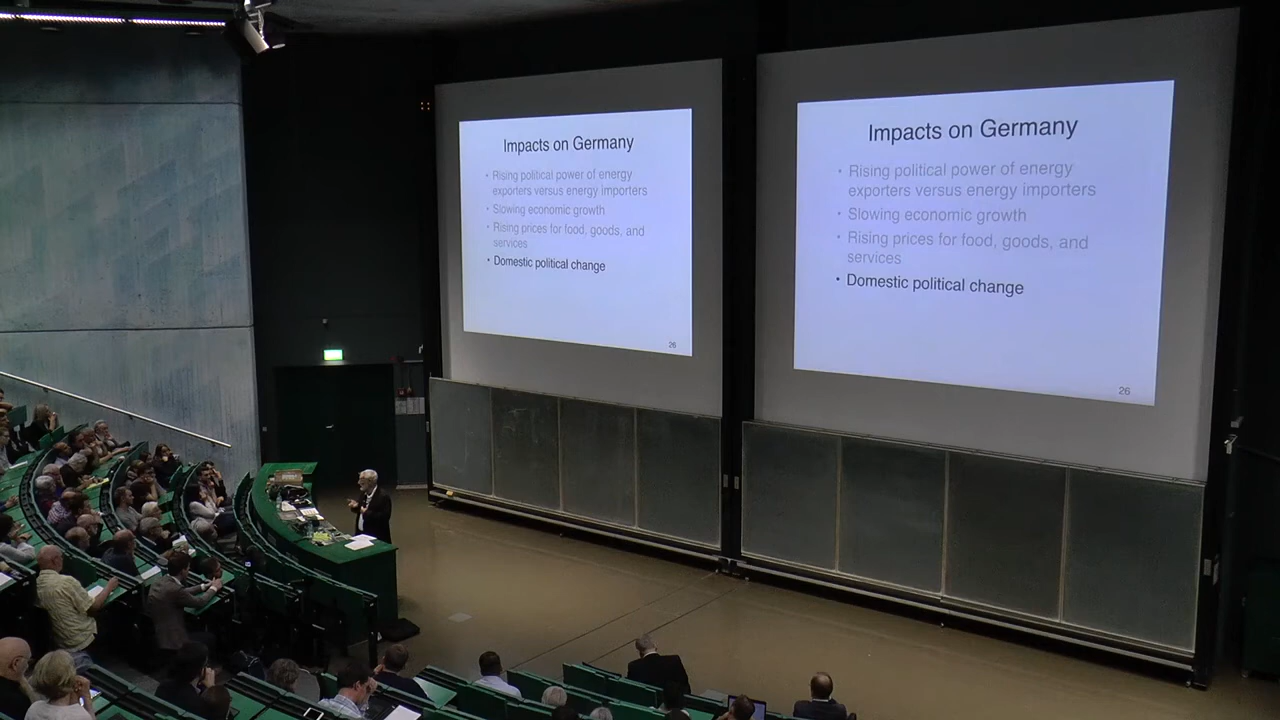 Impacts on Germany
• Rising political power of energy
exporters versus energy importers
• Slowing economic growth
• Rising prices for food, goods, and
services
• Domestic political change
26
Impacts on Germany
• Rising political power of energy
exporters versus energy importers
• Slowing economic growth
• Rising prices for food, goods, and
services
• Domestic political change
26